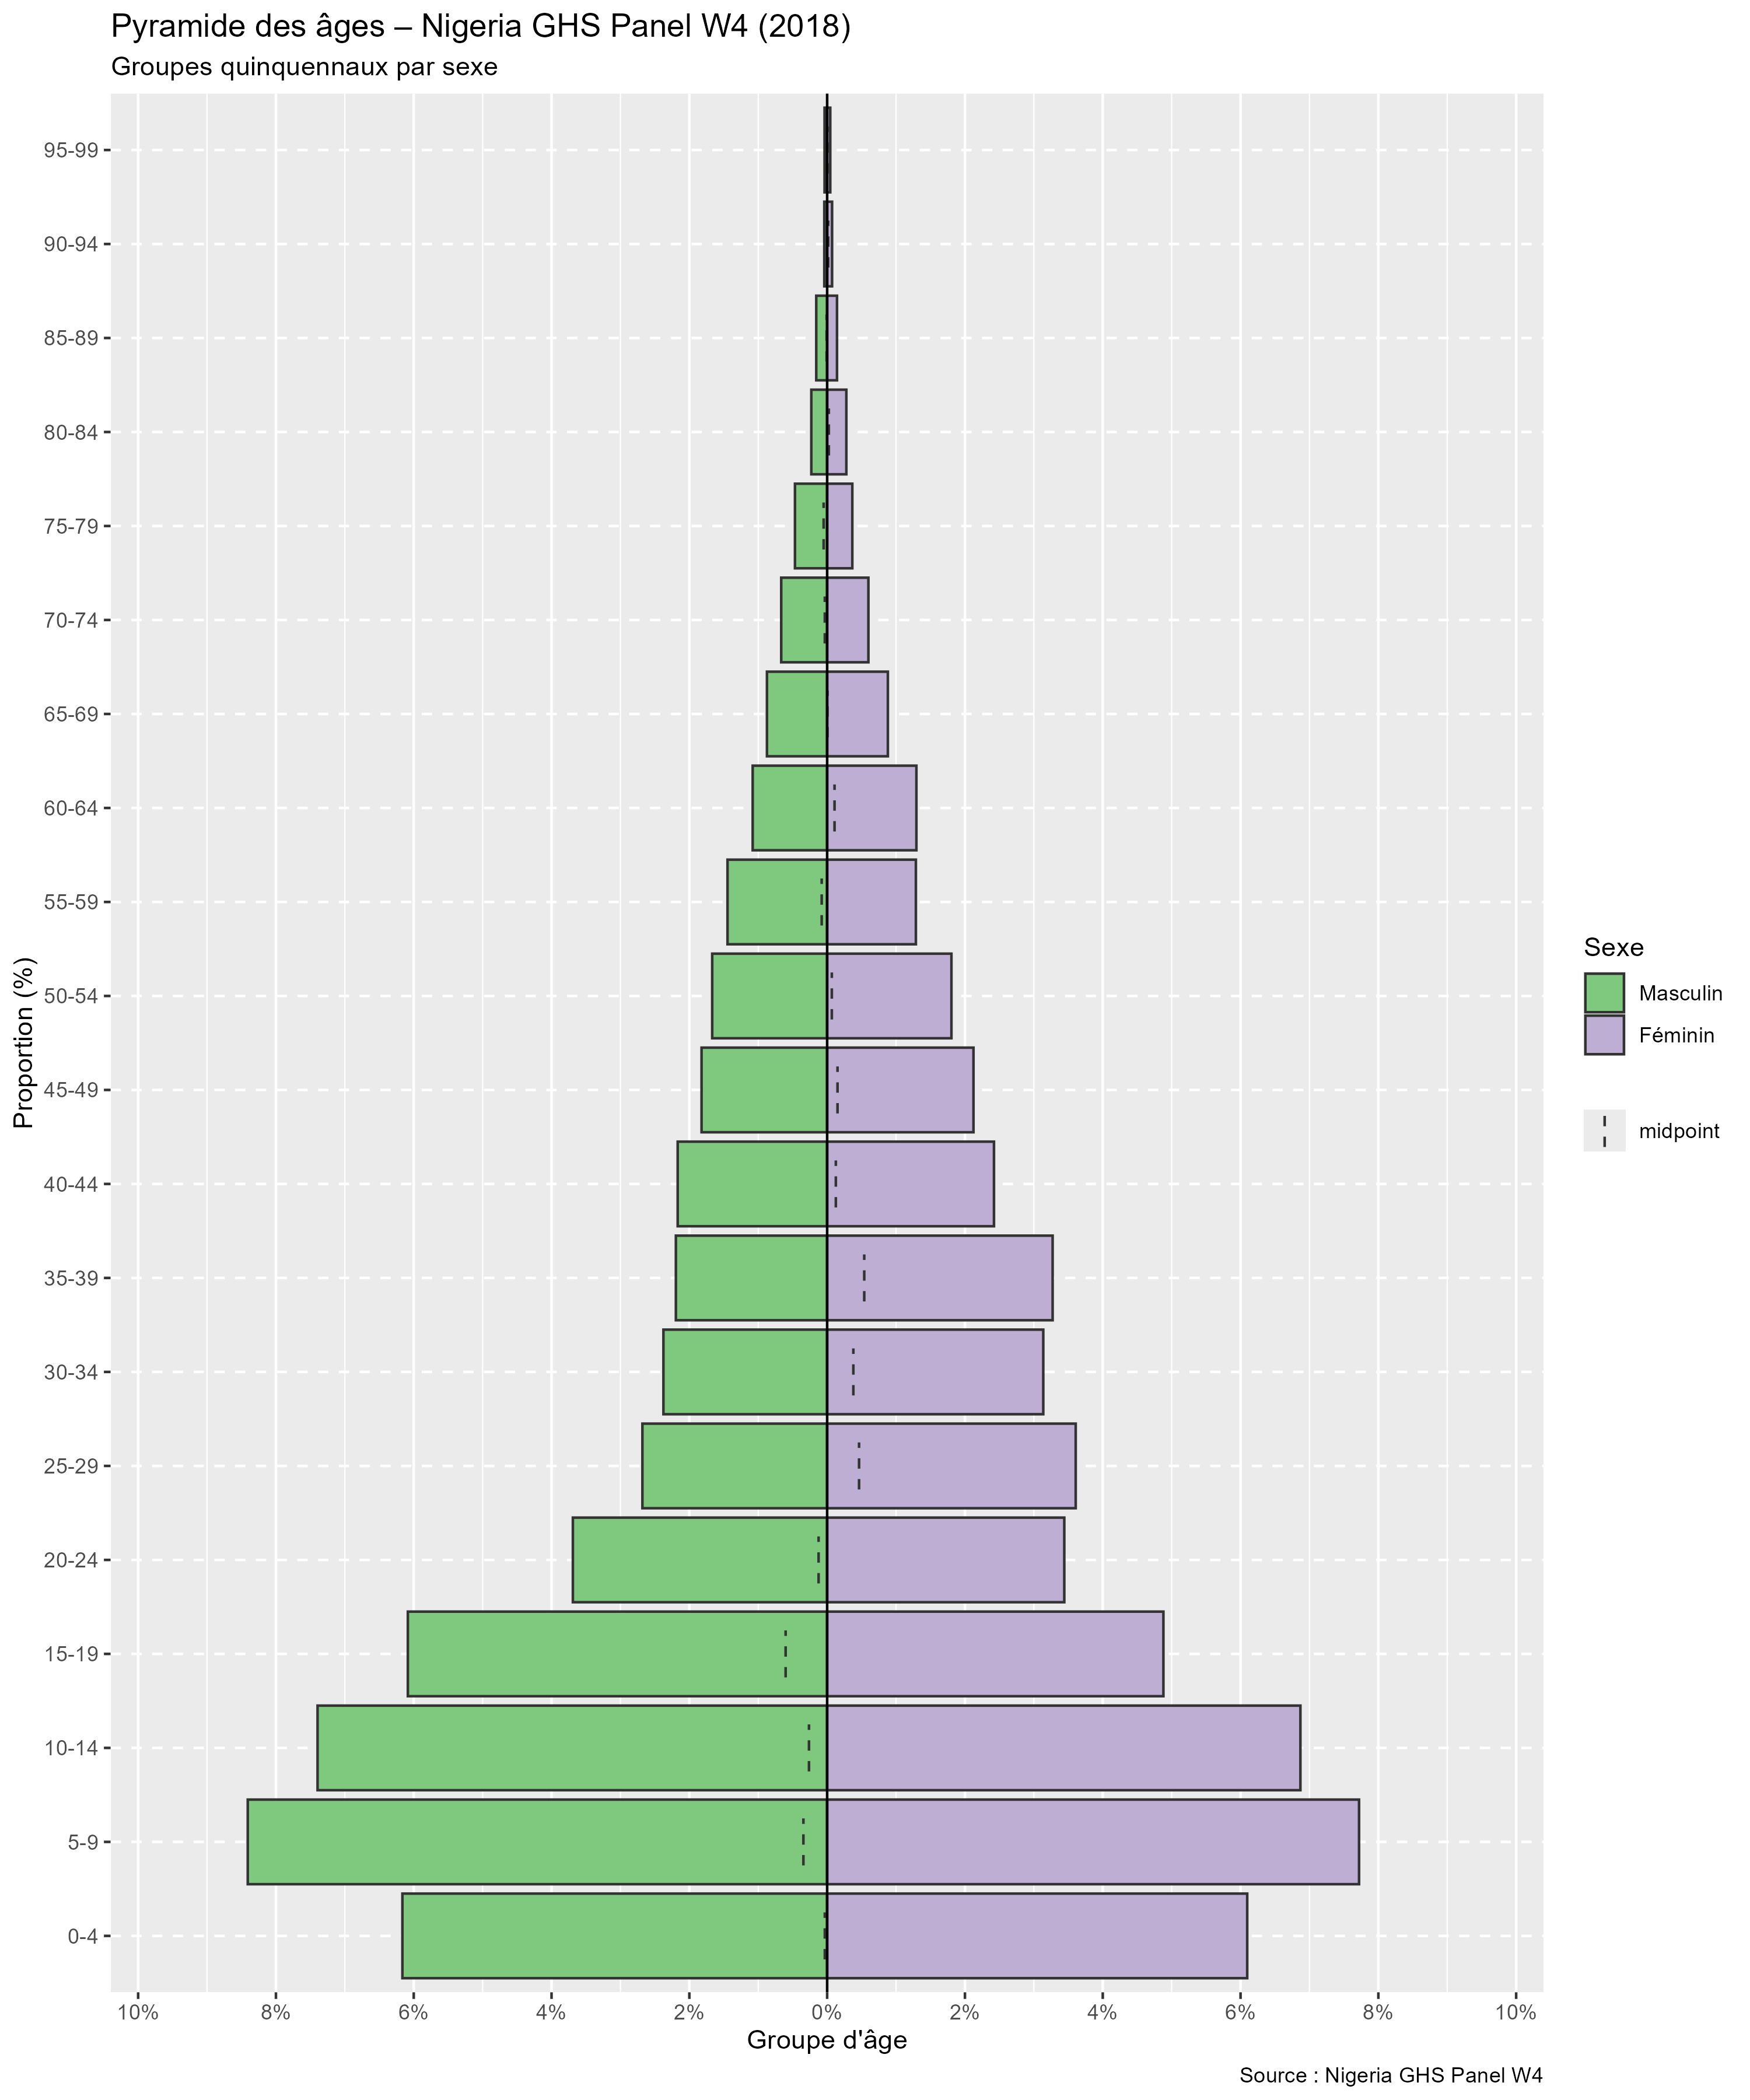 Pyramide des âges – Nigeria GHS Panel W4 (2018)
Groupes quinquennaux par sexe
95-99
90-94
85-89
80-84
75-79
70-74
65-69
60-64
55-59
50-54
45-49
40-44
35-39
30-34
25-29
20-24
15-19
10-14
5-9
0-4
Proportion (%)
10% 8% 6% 4% 2% 0% 2% 4% 6% 8% 10%
Groupe d'âge
Sexe
Masculin
Féminin
midpoint
Source : Nigeria GHS Panel W4